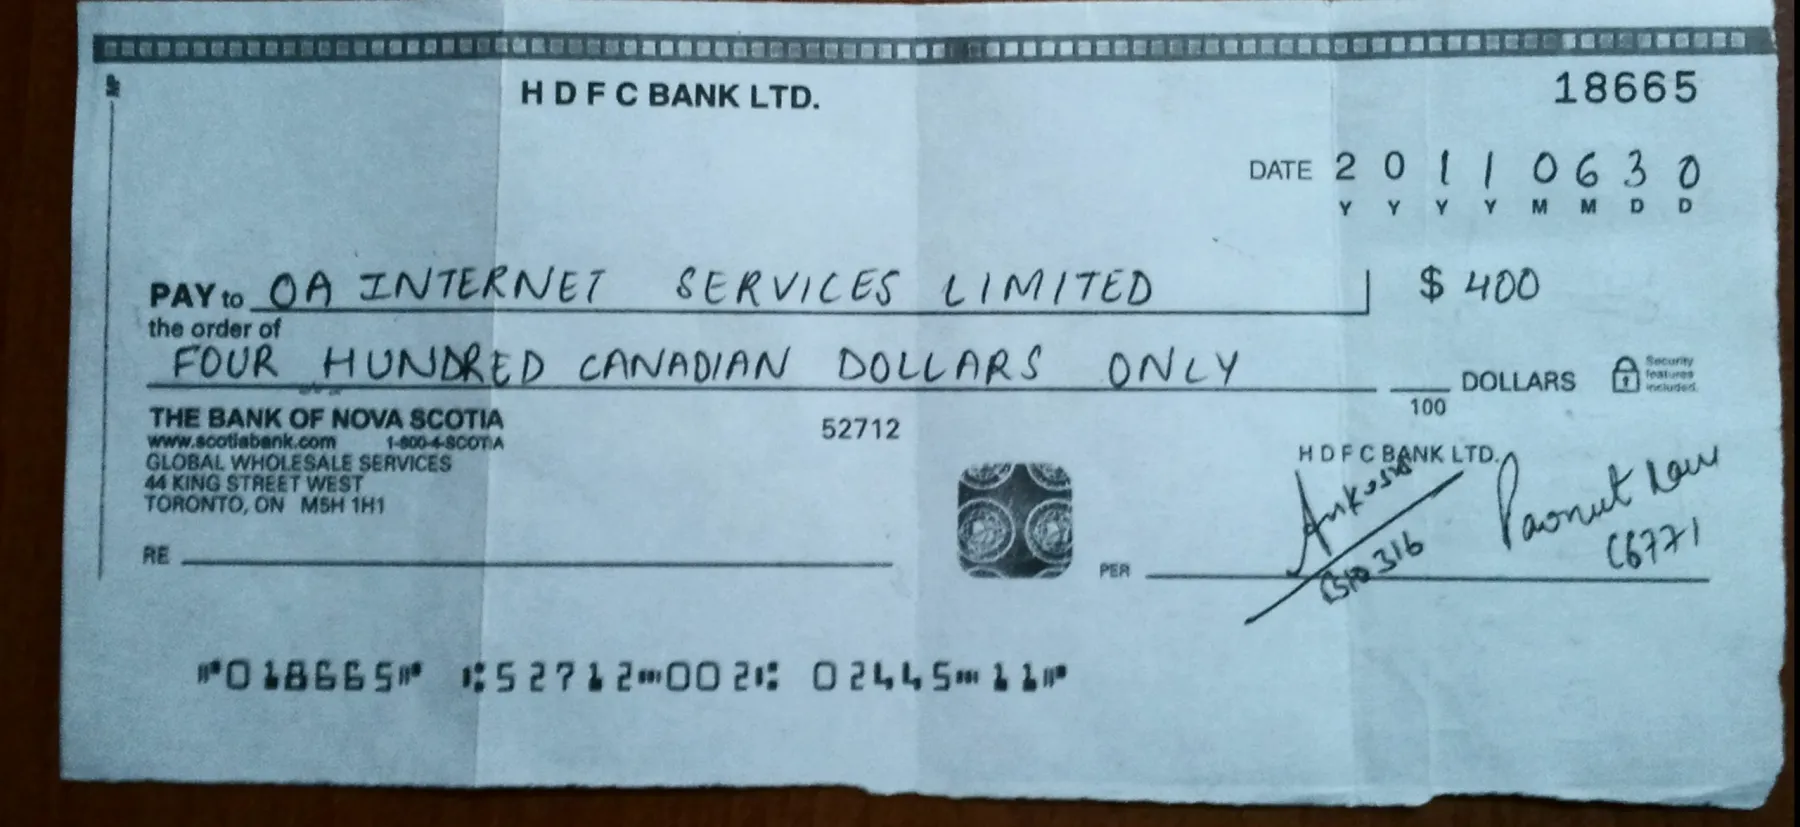 H D F C BANK LTD.
18665
DATE 2 0 1 1 0 6 3 0
Y Y Y Y M M D D
PAY to OA INTERNET SERVICES LIMITED $ 400
the order of
FOUR HUNDRED CANADIAN DOLLARS ONLY
100 DOLLARS
Security features included.
THE BANK OF NOVA SCOTIA
www.scotiabank.com 1-800-4-SCOTIA
GLOBAL WHOLESALE SERVICES
44 KING STREET WEST
TORONTO, ON M5H 1H1
52712
H D F C BANK LTD.
C6771
RE
PER
⑈018665⑈ ⑆52712⑉002⑆ 02445⑉11⑈